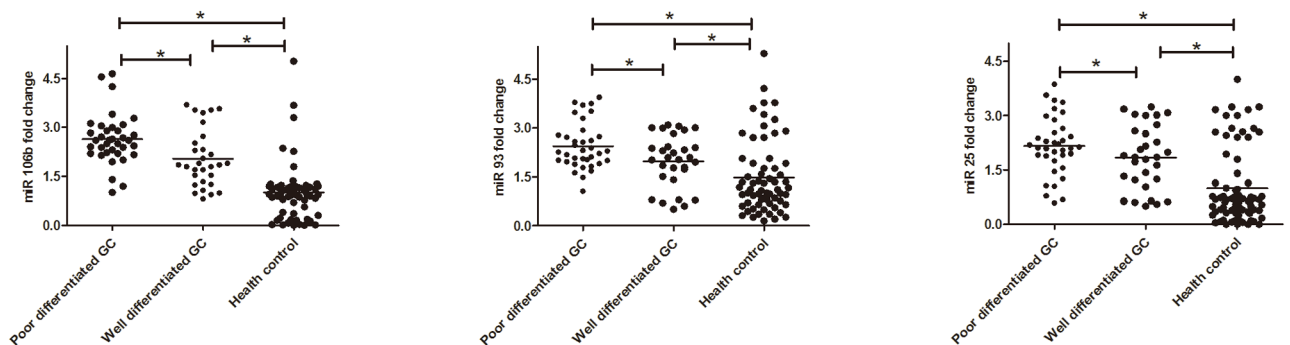 *
*
*
miR 106b fold change
4.5
3.0
1.5
0.0
Poor differentiated GC
Well differentiated GC
Health control
*
*
*
miR 93 fold change
4.5
3.0
1.5
0.0
Poor differentiated GC
Well differentiated GC
Health control
*
*
*
miR 25 fold change
4.5
3.0
1.5
0.0
Poor differentiated GC
Well differentiated GC
Health control